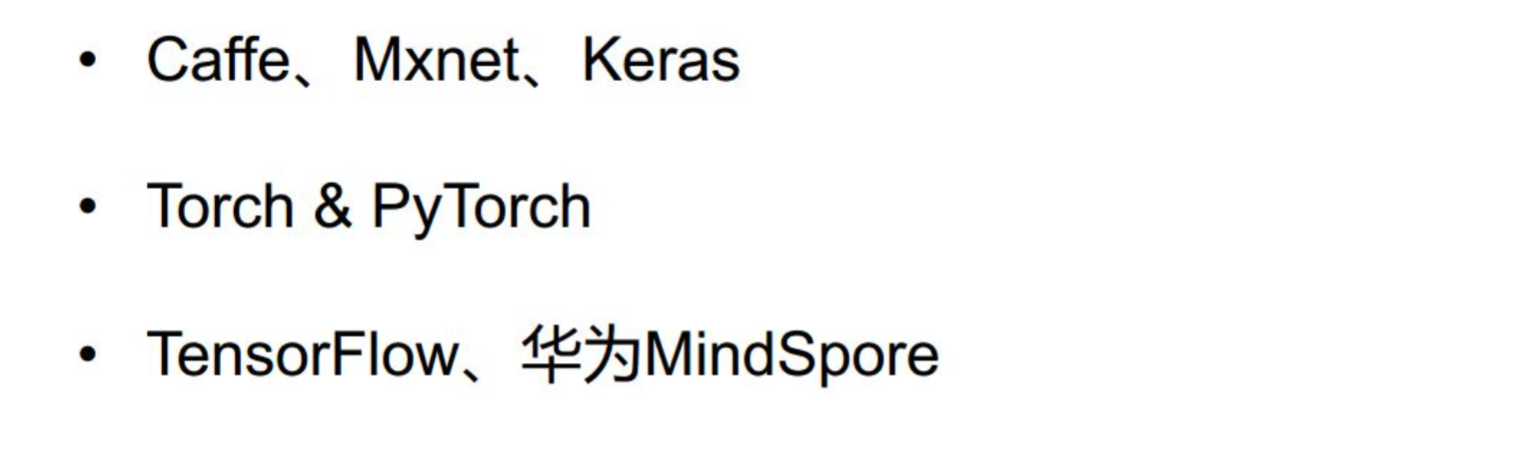 • Caffe、Mxnet、Keras
• Torch & PyTorch
• TensorFlow、华为MindSpore